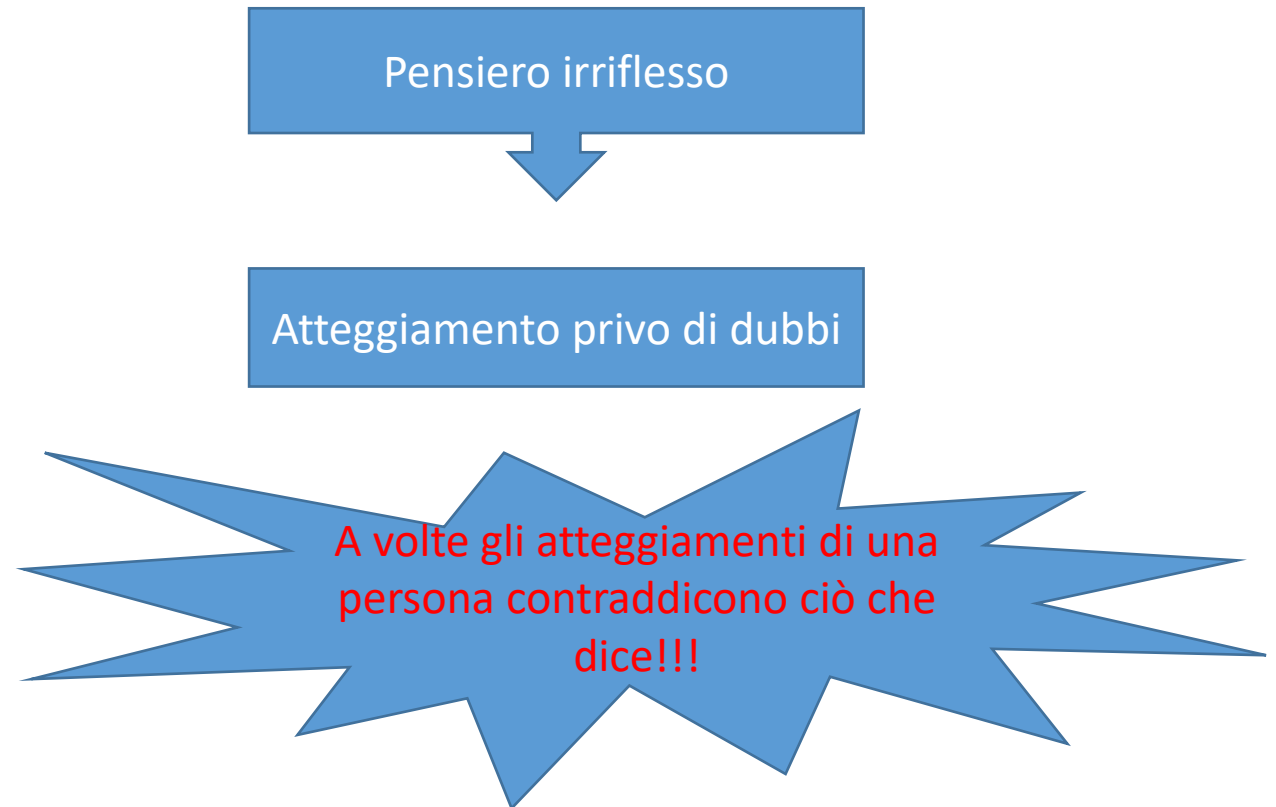 Pensiero irriflesso
Atteggiamento privo di dubbi
A volte gli atteggiamenti di una
persona contraddicono ciò che
dice!!!